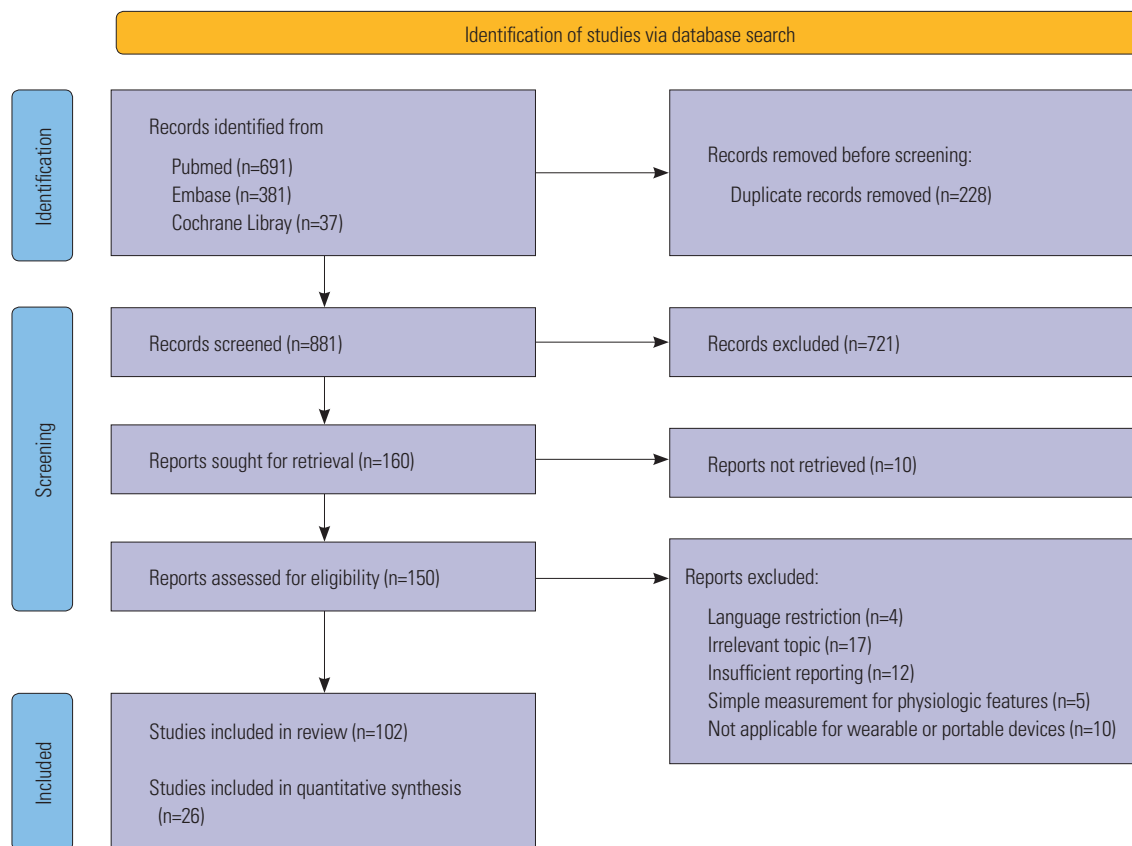 Identification of studies via database search
Identification
Records identified from
Pubmed (n=691)
Embase (n=381)
Cochrane Libray (n=37)
Records removed before screening:
Duplicate records removed (n=228)
Screening
Records screened (n=881)
Records excluded (n=721)
Reports sought for retrieval (n=160)
Reports not retrieved (n=10)
Reports assessed for eligibility (n=150)
Reports excluded:
Language restriction (n=4)
Irrelevant topic (n=17)
Insufficient reporting (n=12)
Simple measurement for physiologic features (n=5)
Not applicable for wearable or portable devices (n=10)
Included
Studies included in review (n=102)
Studies included in quantitative synthesis
(n=26)